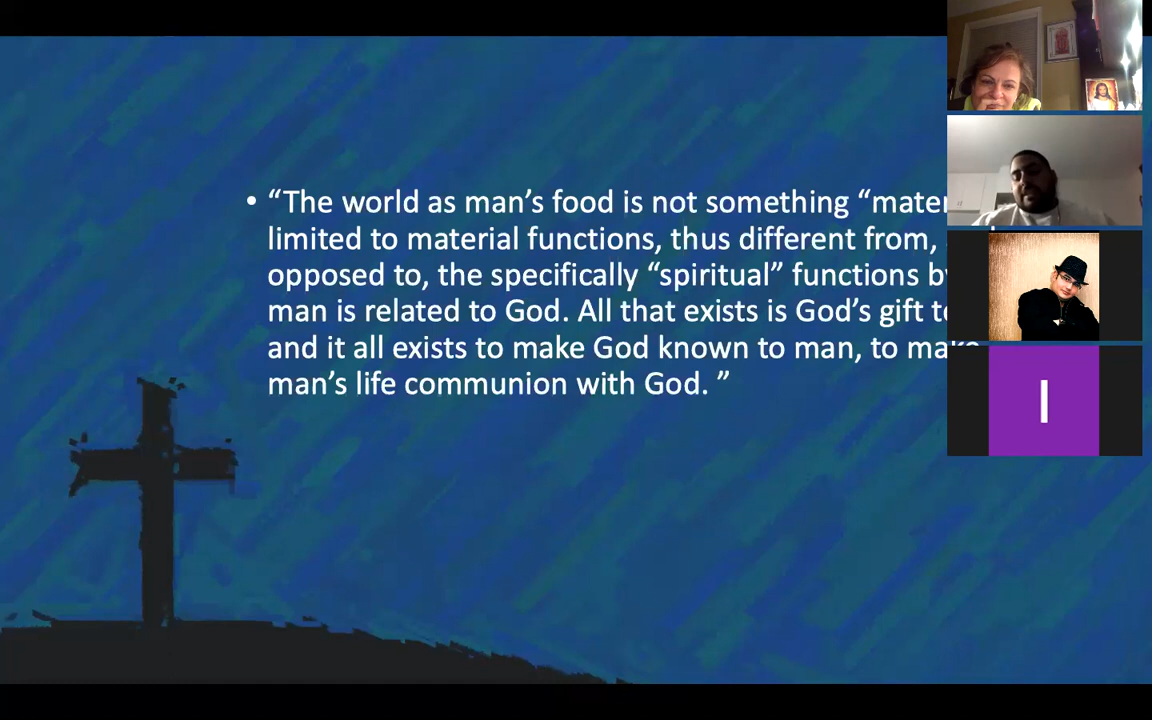 • “The world as man’s food is not something “mater
limited to material functions, thus different from,
opposed to, the specifically “spiritual” functions b
man is related to God. All that exists is God’s gift t
and it all exists to make God known to man, to make
man’s life communion with God. ”
I